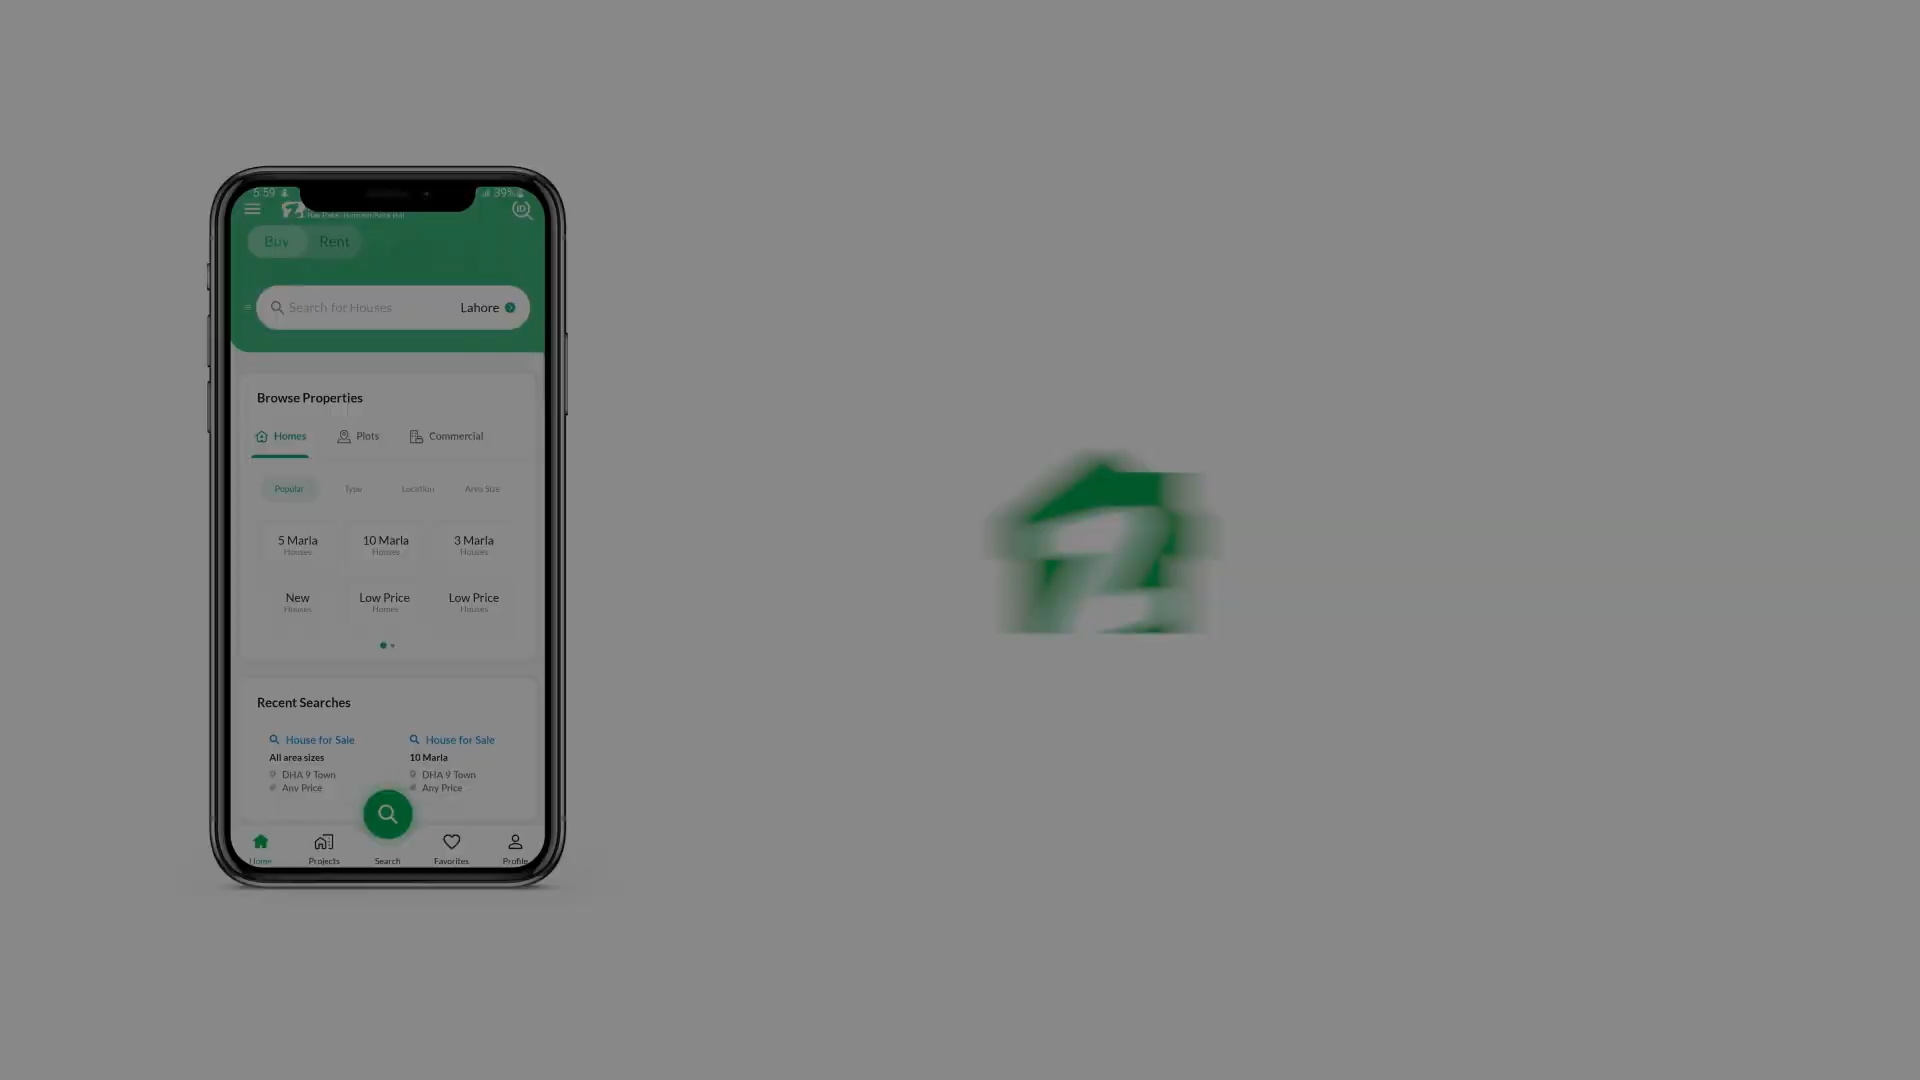 5:59 39%
Buy Rent
Search for Houses Lahore
Browse Properties
Homes Plots Commercial
Popular Type Location Area Size
5 Marla 10 Marla 3 Marla
Houses Houses Houses
New Low Price Low Price
Houses Homes Houses
Recent Searches
House for Sale House for Sale
All area sizes 10 Marla
DHA 9 Town DHA 9 Town
Any Price Any Price
Home Projects Search Favorites Profile